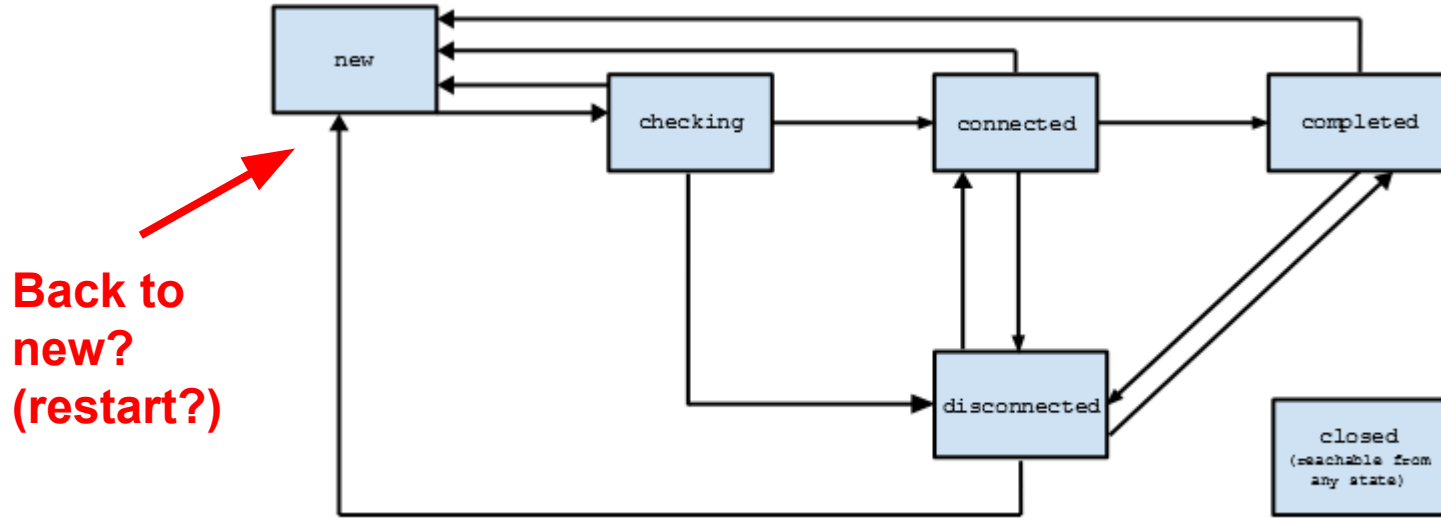 new
checking
connected
completed
Back to
new?
(restart?)
disconnected
closed
(reachable from
any state)